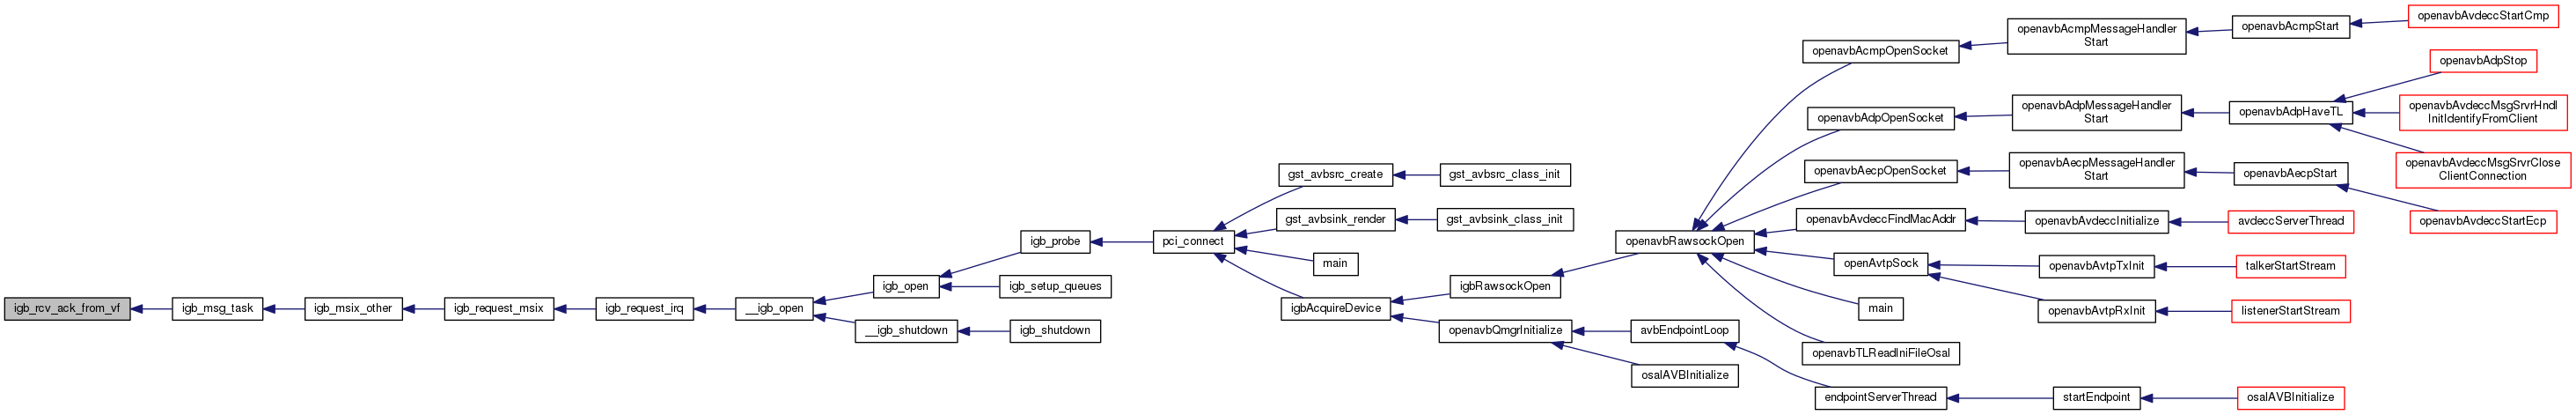 igb_rcv_ack_from_vf
igb_msg_task
igb_msix_other
igb_request_msix
igb_request_irq
__igb_open
igb_open
igb_probe
pci_connect
gst_avbsrc_create
gst_avbsrc_class_init
gst_avbsink_render
gst_avbsink_class_init
main
igbAcquireDevice
igbRawsockOpen
openavbRawsockOpen
openavbAcmpOpenSocket
openavbAcmpMessageHandler
Start
openavbAcmpStart
openavbAvdeccStartCmp
openavbAdpOpenSocket
openavbAdpMessageHandler
Start
openavbAdpHaveTL
openavbAdpStop
openavbAvdeccMsgSrvrHndl
InitIdentifyFromClient
openavbAvdeccMsgSrvrClose
ClientConnection
openavbAecpOpenSocket
openavbAecpMessageHandler
Start
openavbAecpStart
openavbAvdeccStartEcp
openavbAvdeccFindMacAddr
openavbAvdeccInitialize
avdeccServerThread
openAvtpSock
openavbAvtpTxInit
talkerStartStream
openavbAvtpRxInit
listenerStartStream
main
openavbTLReadIniFileOsal
openavbQmgrInitialize
avbEndpointLoop
endpointServerThread
startEndpoint
osalAVBInitialize
osalAVBInitialize
igb_setup_queues
__igb_shutdown
igb_shutdown